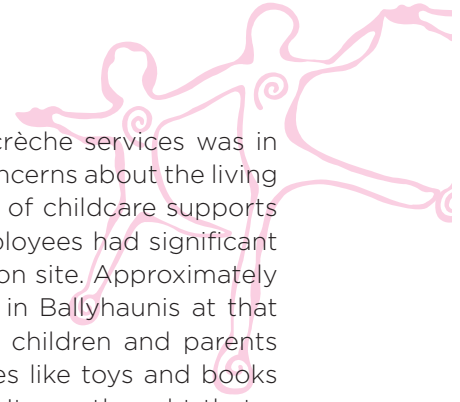 crèche services was in
ncerns about the living
of childcare supports
ployees had significant
on site. Approximately
in Ballyhaunis at that
children and parents
es like toys and books